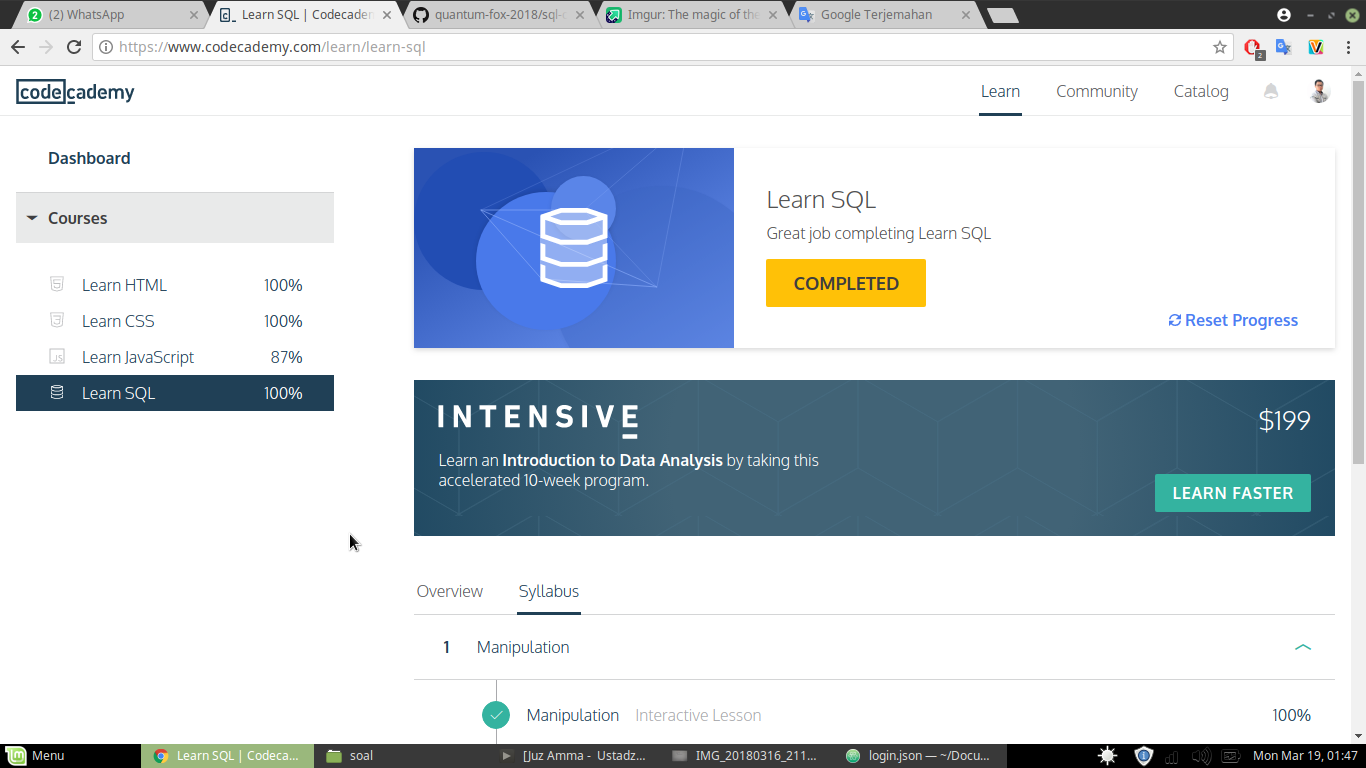 (2) WhatsApp
Learn SQL | Codecadem
quantum-fox-2018/sql-
Imgur: The magic of the
Google Terjemahan
https://www.codecademy.com/learn/learn-sql
2
codecademy
Learn
Community
Catalog
Dashboard
Courses
Learn HTML 100%
Learn CSS 100%
Learn JavaScript 87%
Learn SQL 100%
Learn SQL
Great job completing Learn SQL
COMPLETED
Reset Progress
INTENSIVE
$199
Learn an Introduction to Data Analysis by taking this
accelerated 10-week program.
LEARN FASTER
Overview Syllabus
1 Manipulation
Manipulation Interactive Lesson 100%
Menu
Learn SQL | Codeca...
soal
[Juz Amma - Ustadz...
IMG_20180316_211...
login.json — ~/Docu...
Mon Mar 19, 01:47